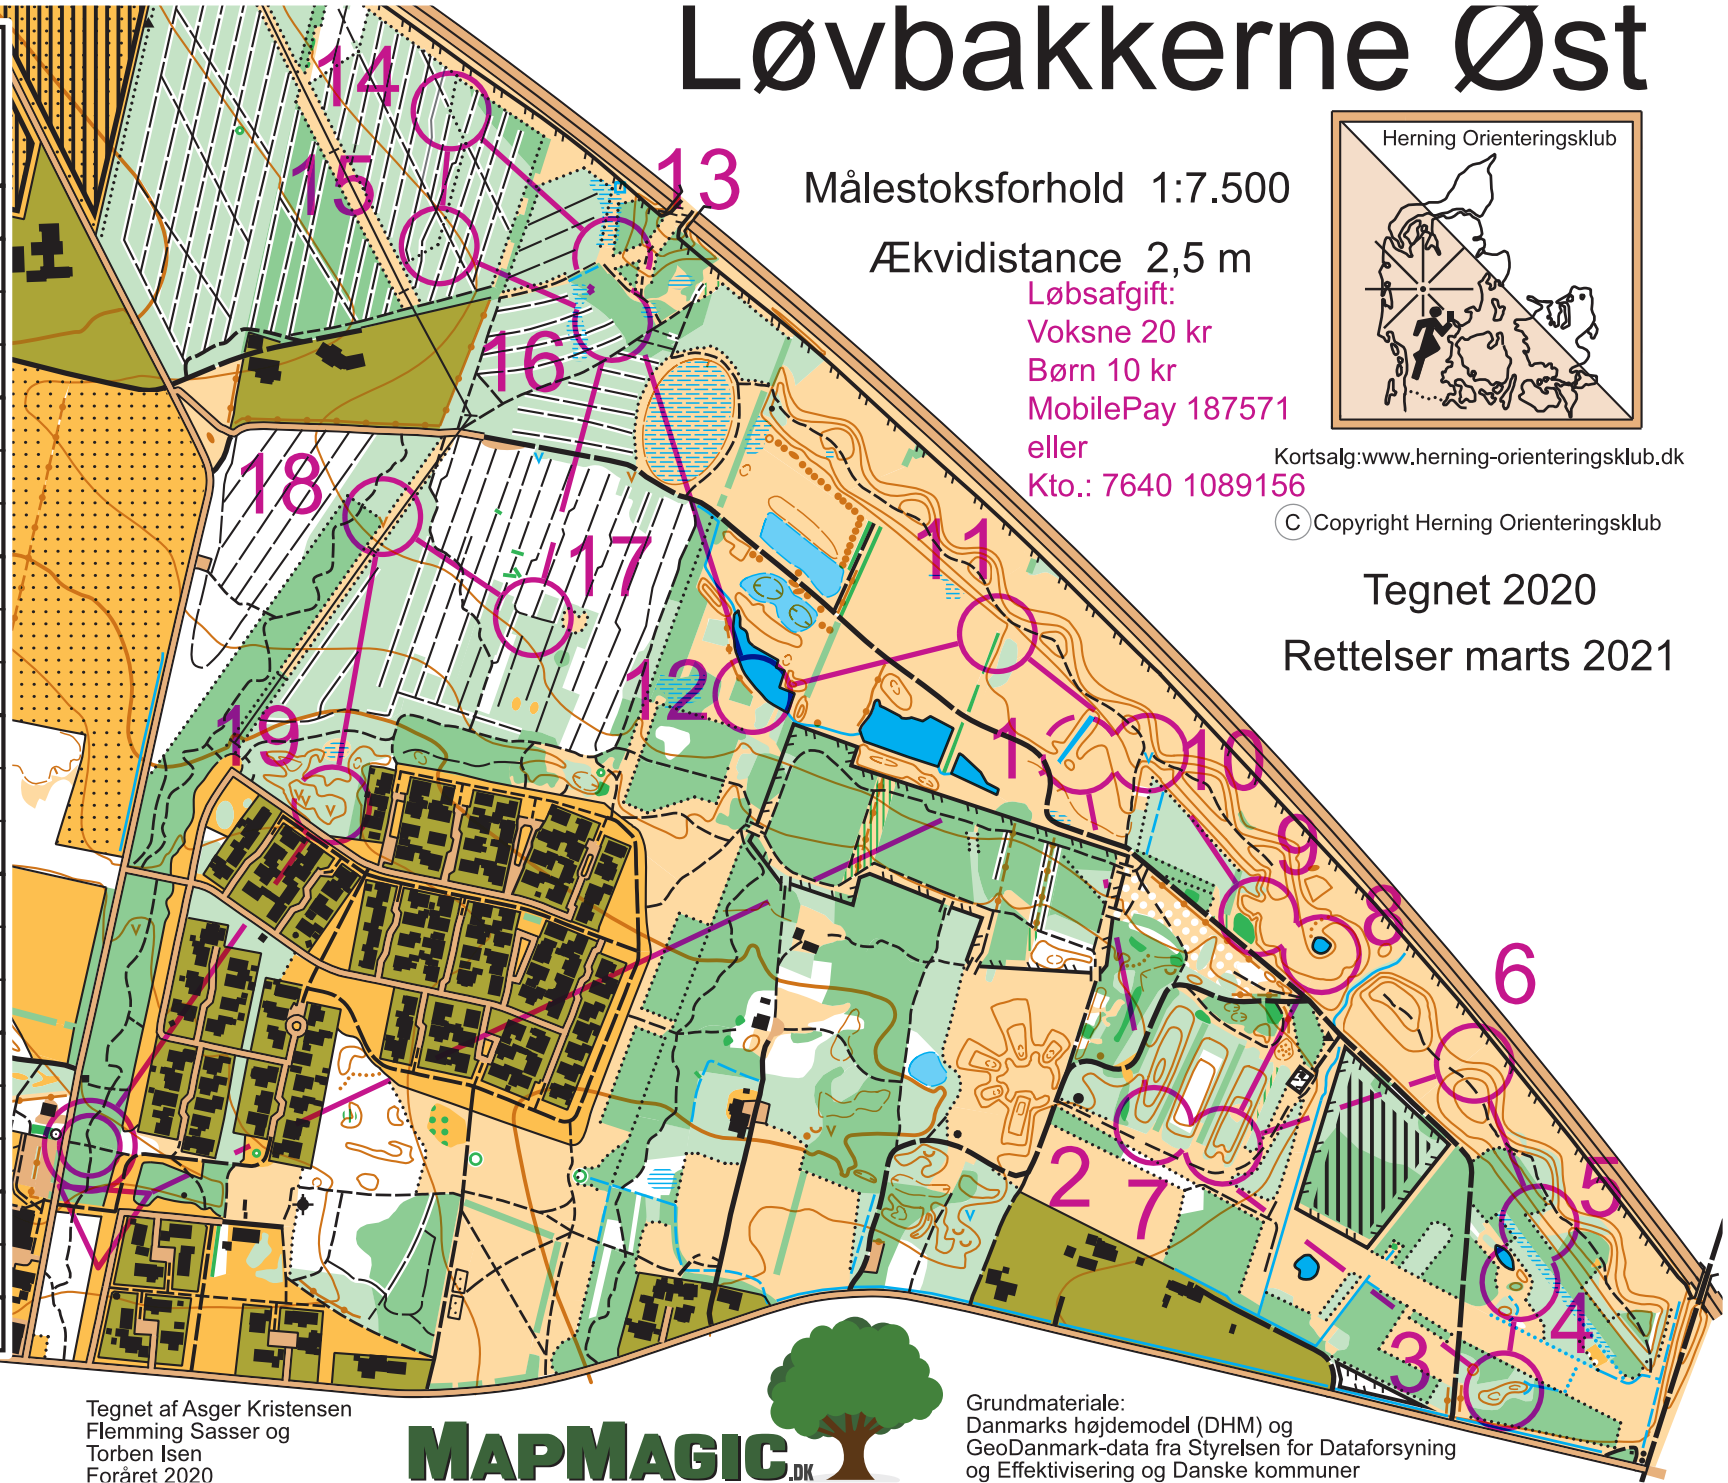 Løvbakkerne Øst
Målestoksforhold 1:7.500
Ækvidistance 2,5 m
Løbsafgift:
Voksne 20 kr
Børn 10 kr
MobilePay 187571
eller
Kto.: 7640 1089156
Herning Orienteringsklub
Kortsalg:www.herning-orienteringsklub.dk
C Copyright Herning Orienteringsklub
Tegnet 2020
Rettelser marts 2021
14
15
13
16
18
17
11
12
19
1
10
9
8
6
2
7
5
4
3
Tegnet af Asger Kristensen
Flemming Sasser og
Torben Isen
Foråret 2020
MAPMAGIC.DK
Grundmateriale:
Danmarks højdemodel (DHM) og
GeoDanmark-data fra Styrelsen for Dataforsyning
og Effektivisering og Danske kommuner